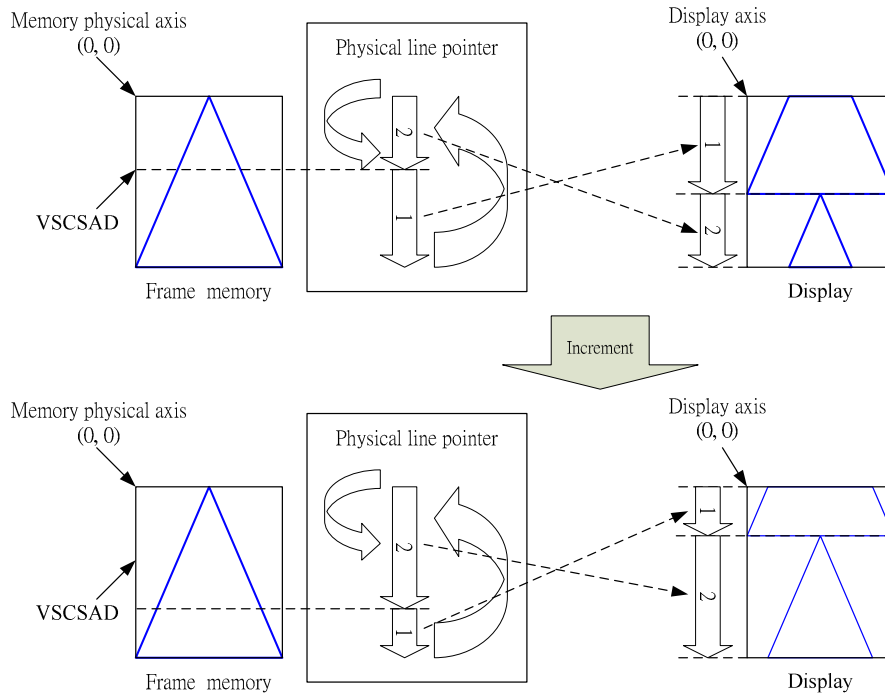 Memory physical axis
(0, 0)
Physical line pointer
Display axis
(0, 0)
2
1
1
2
VSCSAD
Frame memory
Display
Increment
Memory physical axis
(0, 0)
Physical line pointer
Display axis
(0, 0)
2
1
1
2
VSCSAD
Frame memory
Display